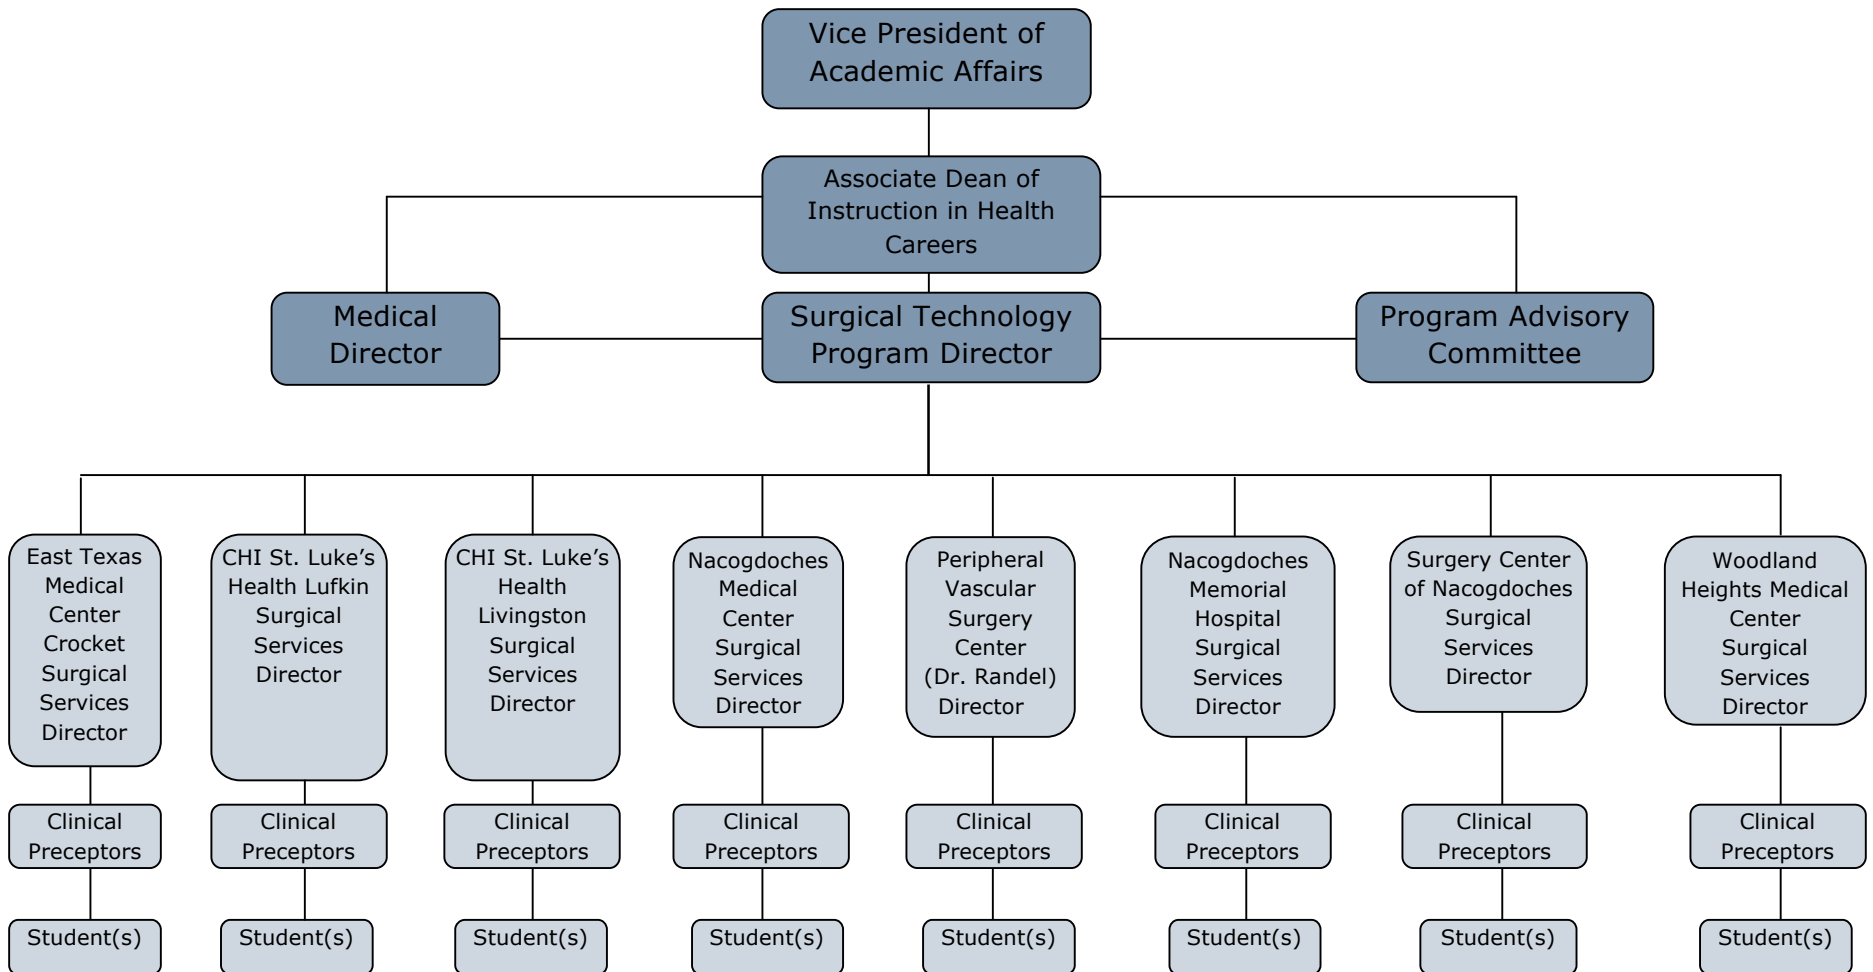 Vice President of
Academic Affairs
Associate Dean of
Instruction in Health
Careers
Medical
Director
Surgical Technology
Program Director
Program Advisory
Committee
East Texas
Medical
Center
Crocket
Surgical
Services
Director
CHI St. Luke’s
Health Lufkin
Surgical
Services
Director
CHI St. Luke’s
Health
Livingston
Surgical
Services
Director
Nacogdoches
Medical
Center
Surgical
Services
Director
Peripheral
Vascular
Surgery
Center
(Dr. Randel)
Director
Nacogdoches
Memorial
Hospital
Surgical
Services
Director
Surgery Center
of Nacogdoches
Surgical
Services
Director
Woodland
Heights Medical
Center
Surgical
Services
Director
Clinical
Preceptors
Clinical
Preceptors
Clinical
Preceptors
Clinical
Preceptors
Clinical
Preceptors
Clinical
Preceptors
Clinical
Preceptors
Clinical
Preceptors
Student(s)
Student(s)
Student(s)
Student(s)
Student(s)
Student(s)
Student(s)
Student(s)